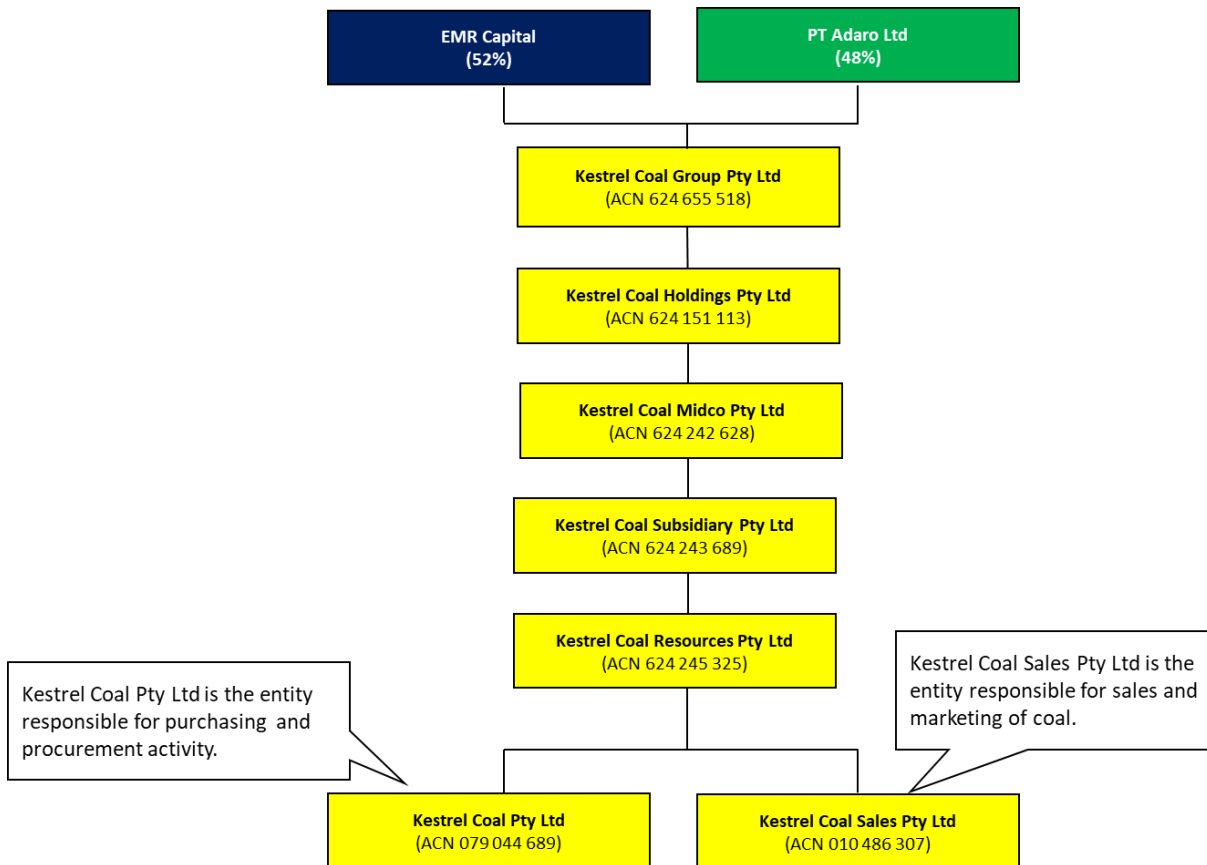 EMR Capital
(52%)
PT Adaro Ltd
(48%)
Kestrel Coal Group Pty Ltd
(ACN 624 655 518)
Kestrel Coal Holdings Pty Ltd
(ACN 624 151 113)
Kestrel Coal Midco Pty Ltd
(ACN 624 242 628)
Kestrel Coal Subsidiary Pty Ltd
(ACN 624 243 689)
Kestrel Coal Resources Pty Ltd
(ACN 624 245 325)
Kestrel Coal Pty Ltd is the entity
responsible for purchasing and
procurement activity.
Kestrel Coal Sales Pty Ltd is the
entity responsible for sales and
marketing of coal.
Kestrel Coal Pty Ltd
(ACN 079 044 689)
Kestrel Coal Sales Pty Ltd
(ACN 010 486 307)